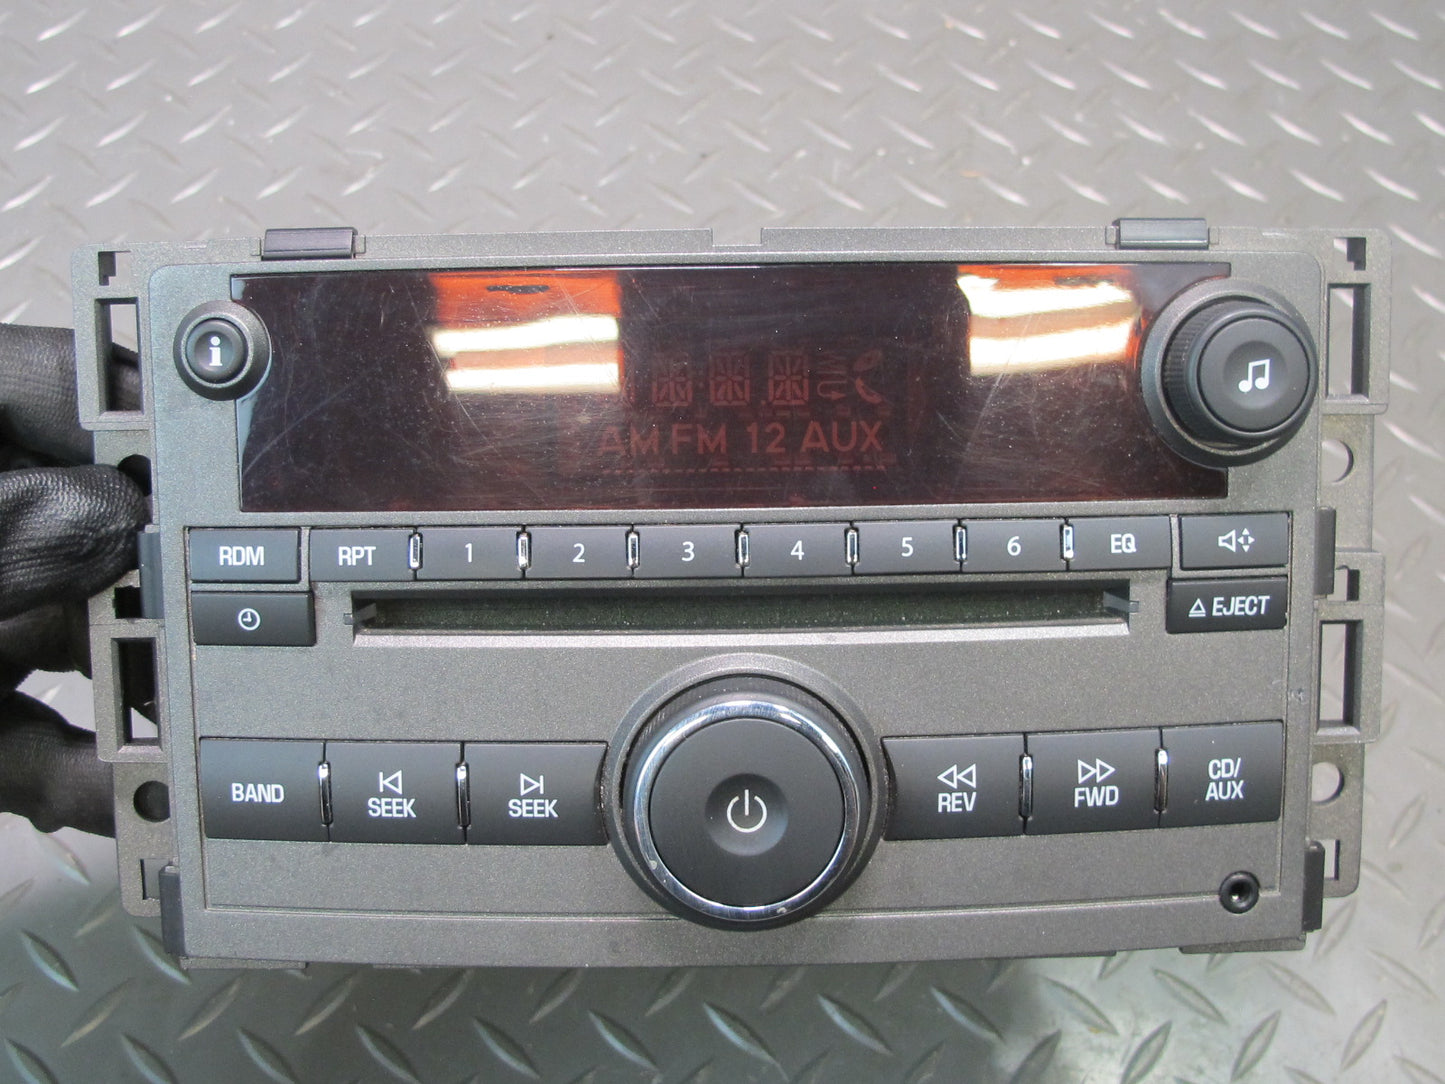 i
AM FM 12 AUX
RDM
RPT
1
2
3
4
5
6
EQ
EJECT
BAND
SEEK
SEEK
REV
FWD
CD/
AUX